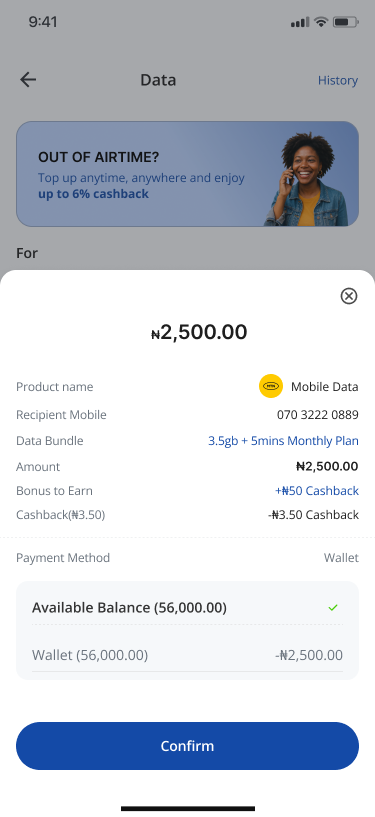 9:41
Data
History
OUT OF AIRTIME?
Top up anytime, anywhere and enjoy
up to 6% cashback
For
₦2,500.00
Product name
Mobile Data
Recipient Mobile
070 3222 0889
Data Bundle
3.5gb + 5mins Monthly Plan
Amount
₦2,500.00
Bonus to Earn
+₦50 Cashback
Cashback(₦3.50)
-₦3.50 Cashback
Payment Method
Wallet
Available Balance (56,000.00)
Wallet (56,000.00)
-₦2,500.00
Confirm